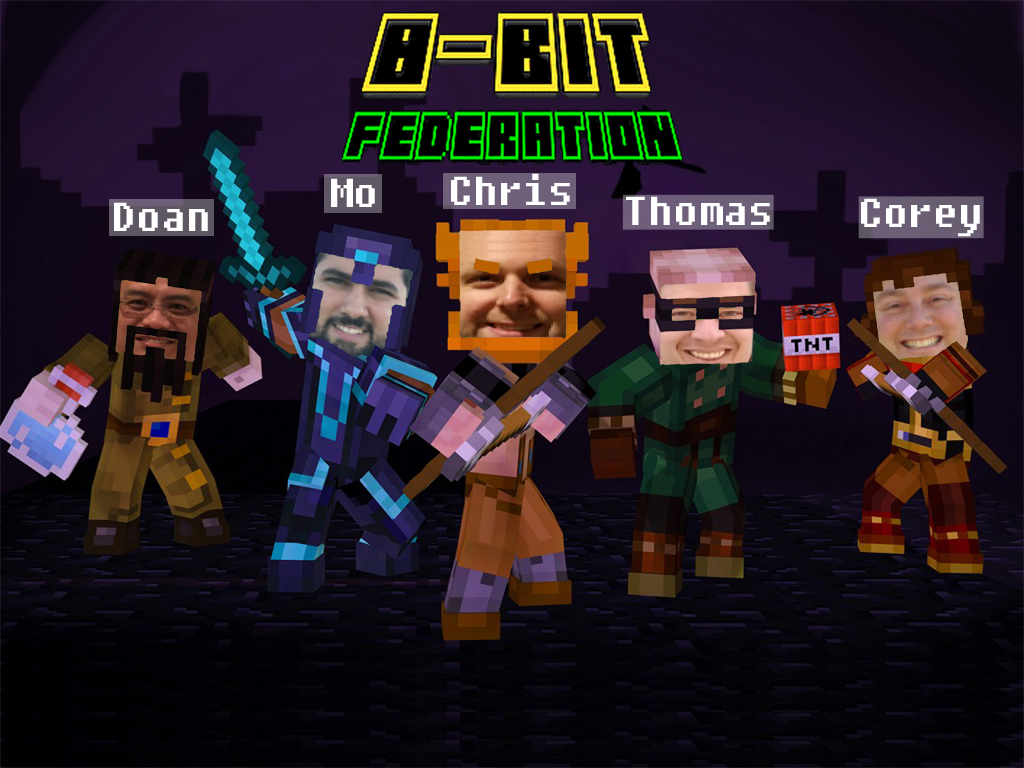 8-BIT
FEDERATION
Doan
Mo
Chris
Thomas
Corey
TNT